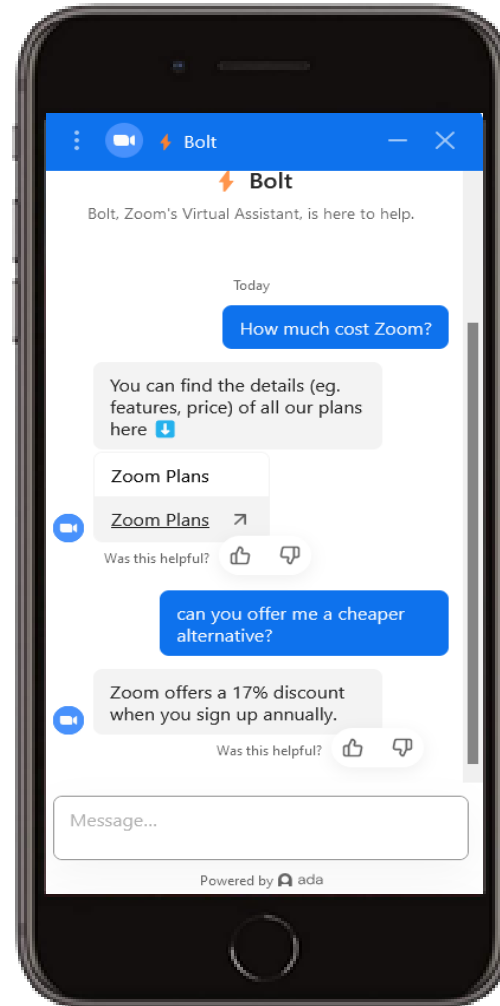 Bolt
Bolt
Bolt, Zoom's Virtual Assistant, is here to help.
Today
How much cost Zoom?
You can find the details (eg.
features, price) of all our plans
here
Zoom Plans
Zoom Plans
Was this helpful?
can you offer me a cheaper
alternative?
Zoom offers a 17% discount
when you sign up annually.
Was this helpful?
Message...
Powered by ada